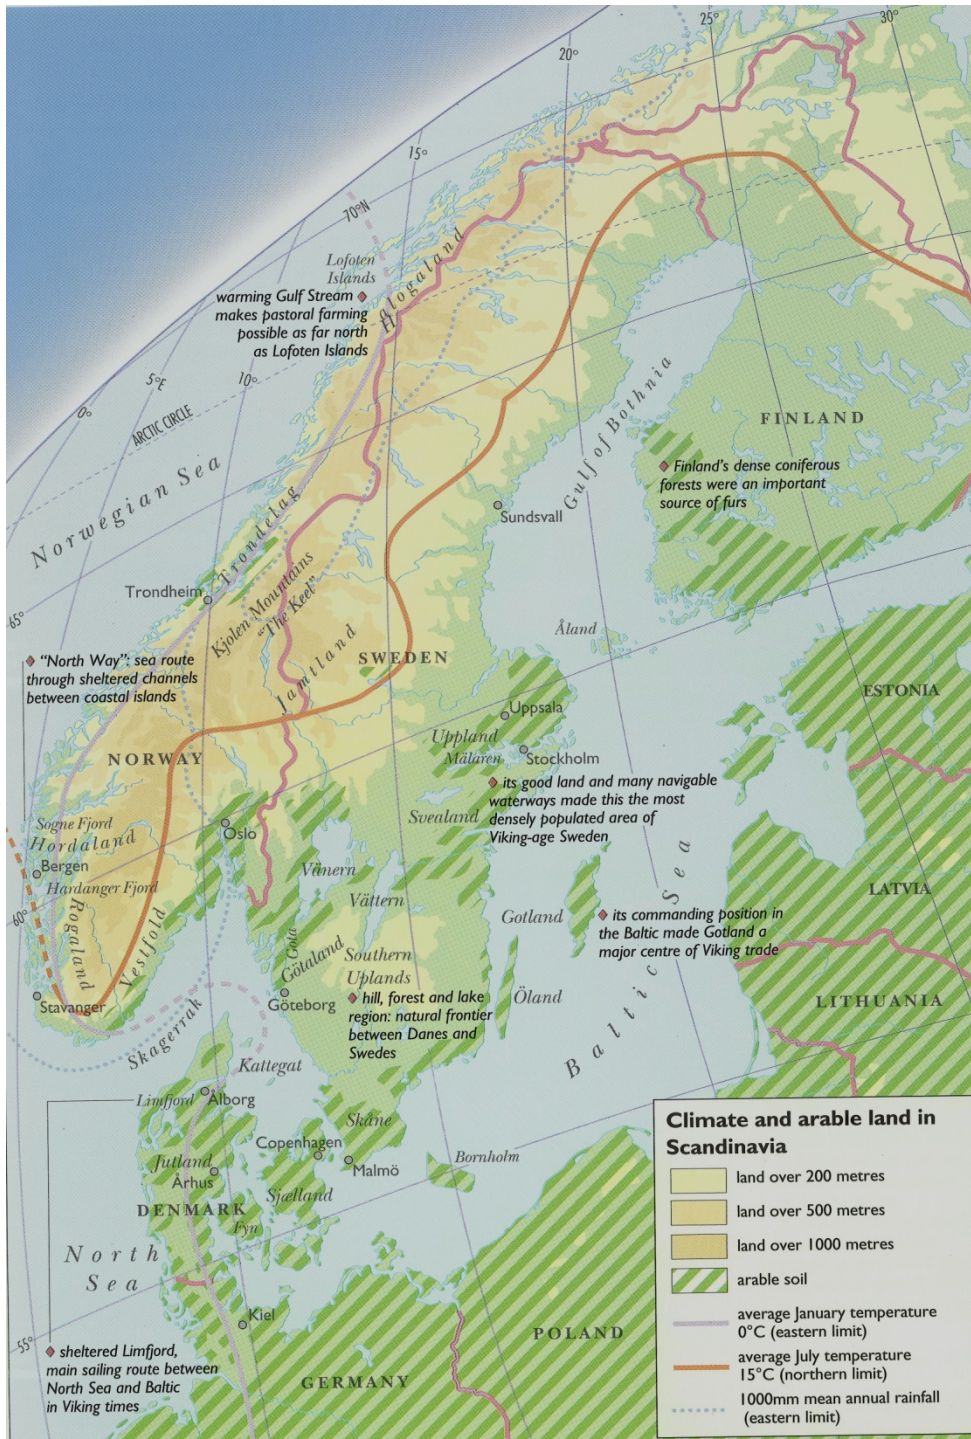 25°
30°
20°
15°
70°N
Lofoten
Islands
Halogaland
warming Gulf Stream
makes pastoral farming
possible as far north
as Lofoten Islands
10°
5°E
0°
ARCTIC CIRCLE
Norwegian Sea
Gulf of Bothnia
FINLAND
Finland's dense coniferous
forests were an important
source of furs
Sundsvall
Trondelag
Trondheim
65°
Kjolen Mountains
"The Keel"
Jamtland
Åland
SWEDEN
"North Way": sea route
through sheltered channels
between coastal islands
ESTONIA
Uppsala
Uppland
Mälaren
Stockholm
NORWAY
its good land and many navigable
waterways made this the most
densely populated area of
Viking-age Sweden
Svealand
Sogne Fjord
Hordaland
Oslo
Bergen
Hardanger Fjord
Vänern
Vättern
LATVIA
60°
Rogaland
Vestfold
Gotland
its commanding position in
the Baltic made Gotland a
major centre of Viking trade
Gota
Götaland
Southern
Uplands
Stavanger
Göteborg
Öland
LITHUANIA
hill, forest and lake
region: natural frontier
between Danes and
Swedes
Skagerrak
Baltic Sea
Kattegat
Limfjord
Ålborg
Skåne
Copenhagen
Malmö
Bornholm
Jutland
Århus
Sjælland
DENMARK
Fyn
North
Sea
Kiel
55°
POLAND
sheltered Limfjord,
main sailing route between
North Sea and Baltic
in Viking times
GERMANY
Climate and arable land in
Scandinavia
land over 200 metres
land over 500 metres
land over 1000 metres
arable soil
average January temperature
0°C (eastern limit)
average July temperature
15°C (northern limit)
1000mm mean annual rainfall
(eastern limit)